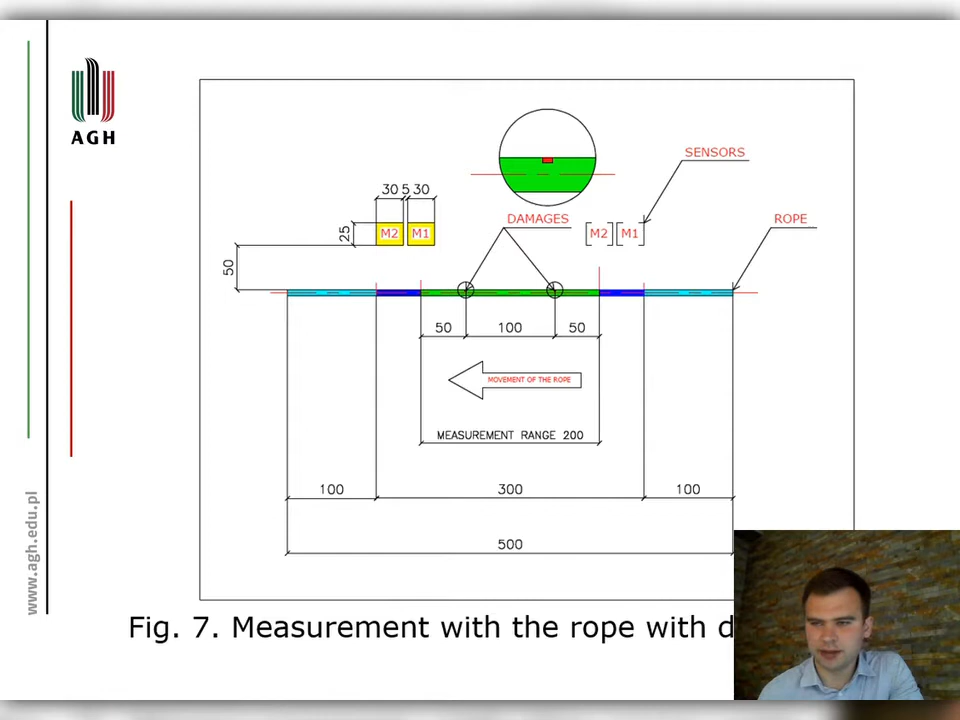 AGH
www.agh.edu.pl
SENSORS
30 5 30
DAMAGES
ROPE
25
M2 M1
M2 M1
50
50 100 50
MOVEMENT OF THE ROPE
MEASUREMENT RANGE 200
100 300 100
500
Fig. 7. Measurement with the rope with